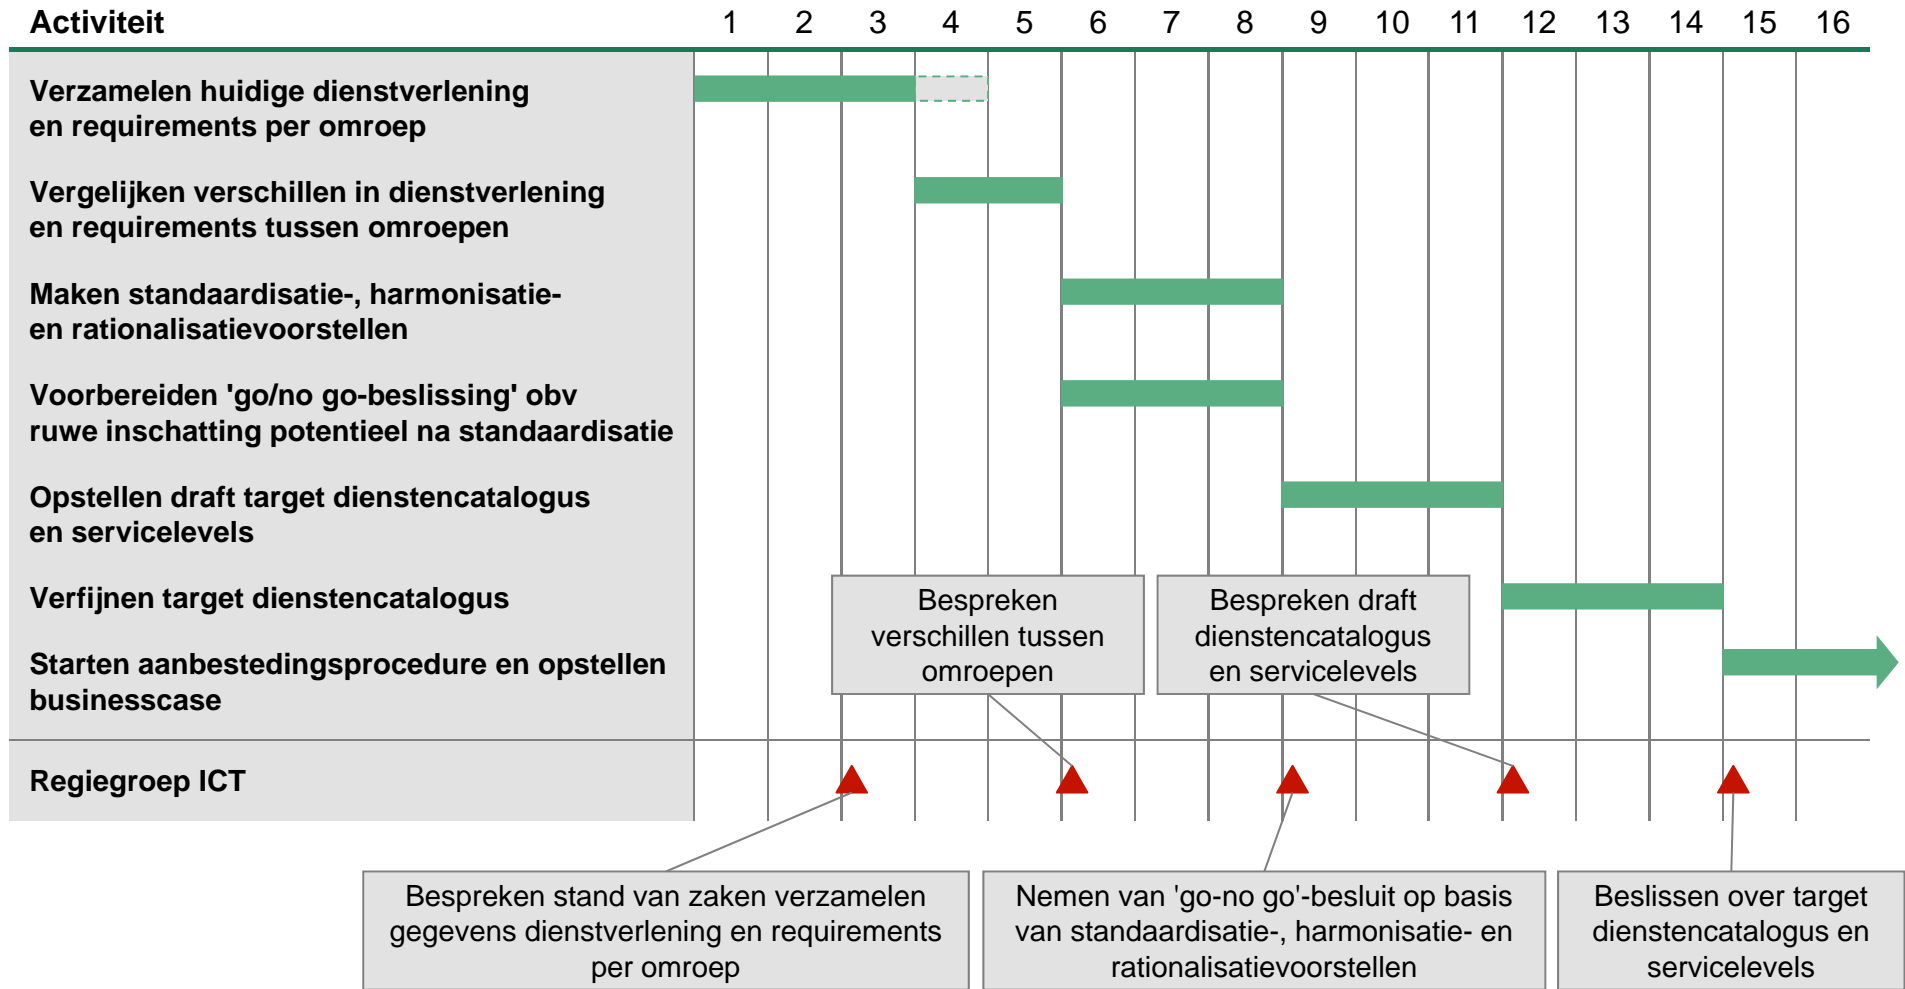 Activiteit 1 2 3 4 5 6 7 8 9 10 11 12 13 14 15 16
Verzamelen huidige dienstverlening
en requirements per omroep
Vergelijken verschillen in dienstverlening
en requirements tussen omroepen
Maken standaardisatie-, harmonisatie-
en rationalisatievoorstellen
Voorbereiden 'go/no go-beslissing' obv
ruwe inschatting potentieel na standaardisatie
Opstellen draft target dienstencatalogus
en servicelevels
Verfijnen target dienstencatalogus
Starten aanbestedingsprocedure en opstellen
businesscase
Bespreken
verschillen tussen
omroepen
Bespreken draft
dienstencatalogus
en servicelevels
Regiegroep ICT
Bespreken stand van zaken verzamelen
gegevens dienstverlening en requirements
per omroep
Nemen van 'go-no go'-besluit op basis
van standaardisatie-, harmonisatie- en
rationalisatievoorstellen
Beslissen over target
dienstencatalogus en
servicelevels